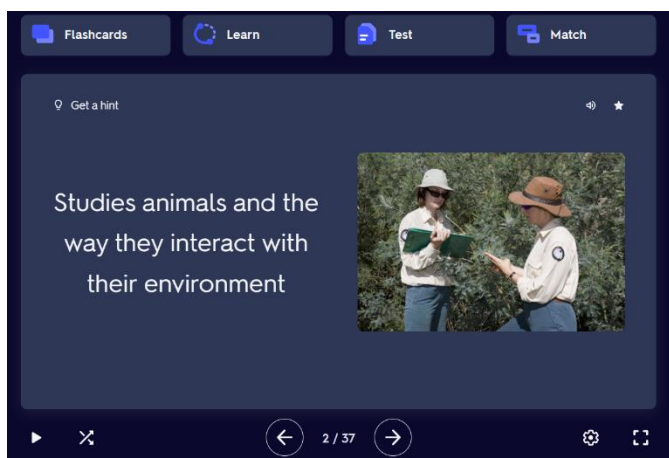 Flashcards
Learn
Test
Match
Get a hint
Studies animals and the
way they interact with
their environment
2 / 37